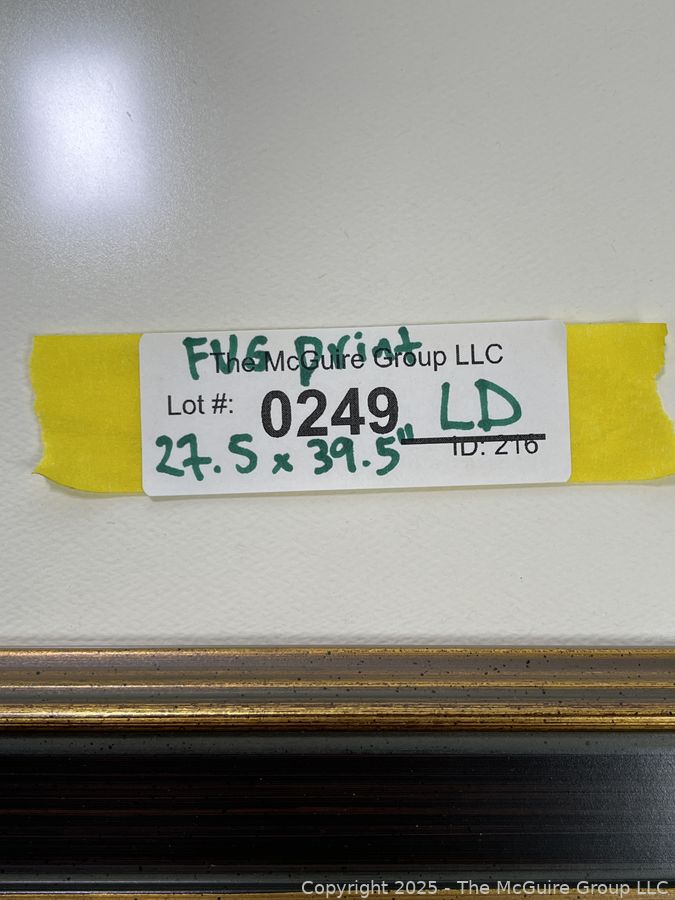 FUG print
The McGuire Group LLC
Lot #: 0249 LD
27.5 x 39.5"
ID: 216
Copyright 2025 - The McGuire Group LLC